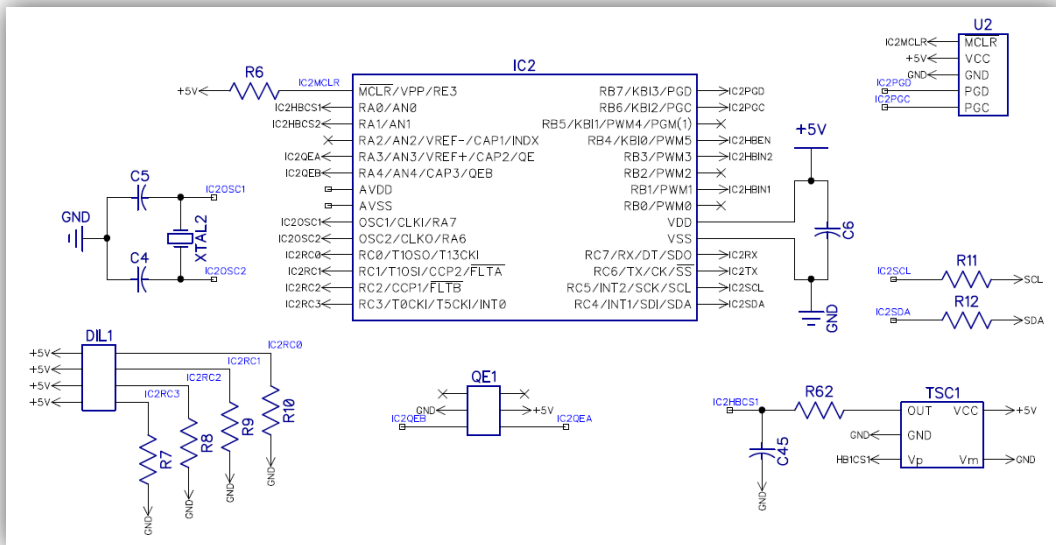 U2
IC2MCLR MCLR
+5V VCC
GND GND
IC2PGD PGD
IC2PGC PGC
IC2
+5V R6 IC2MCLR MCLR/VPP/RE3
IC2HBCS1 RA0/AN0
IC2HBCS2 RA1/AN1
RA2/AN2/VREF-/CAP1/INDX
IC2QEA RA3/AN3/VREF+/CAP2/QE
IC2QEB RA4/AN4/CAP3/QEB
AVDD
AVSS
IC2OSC1 OSC1/CLKI/RA7
IC2OSC2 OSC2/CLKO/RA6
IC2RC0 RC0/T1OSO/T13CKI
IC2RC1 RC1/T1OSI/CCP2/FLTA
IC2RC2 RC2/CCP1/FLTB
IC2RC3 RC3/T0CKI/T5CKI/INT0
RB7/KBI3/PGD IC2PGD
RB6/KBI2/PGC IC2PGC
RB5/KBI1/PWM4/PGM(1)
RB4/KBI0/PWM5 IC2HBEN
RB3/PWM3 IC2HBIN2
RB2/PWM2
RB1/PWM1 IC2HBIN1
RB0/PWM0
VDD
VSS
RC7/RX/DT/SDO IC2RX
RC6/TX/CK/SS IC2TX
RC5/INT2/SCK/SCL IC2SCL
RC4/INT1/SDI/SDA IC2SDA
+5V
C6
GND
C5
IC2OSC1
GND
XTAL2
C4
IC2OSC2
IC2SCL R11 SCL
IC2SDA R12 SDA
DIL1
+5V IC2RC0
+5V IC2RC1
+5V IC2RC2
+5V IC2RC3
R7 R8 R9 R10
GND GND GND GND
QE1
GND +5V
IC2QEB IC2QEA
TSC1
IC2HBCS1 R62 OUT VCC +5V
GND GND
HB1CS1 Vp Vm GND
C45
GND